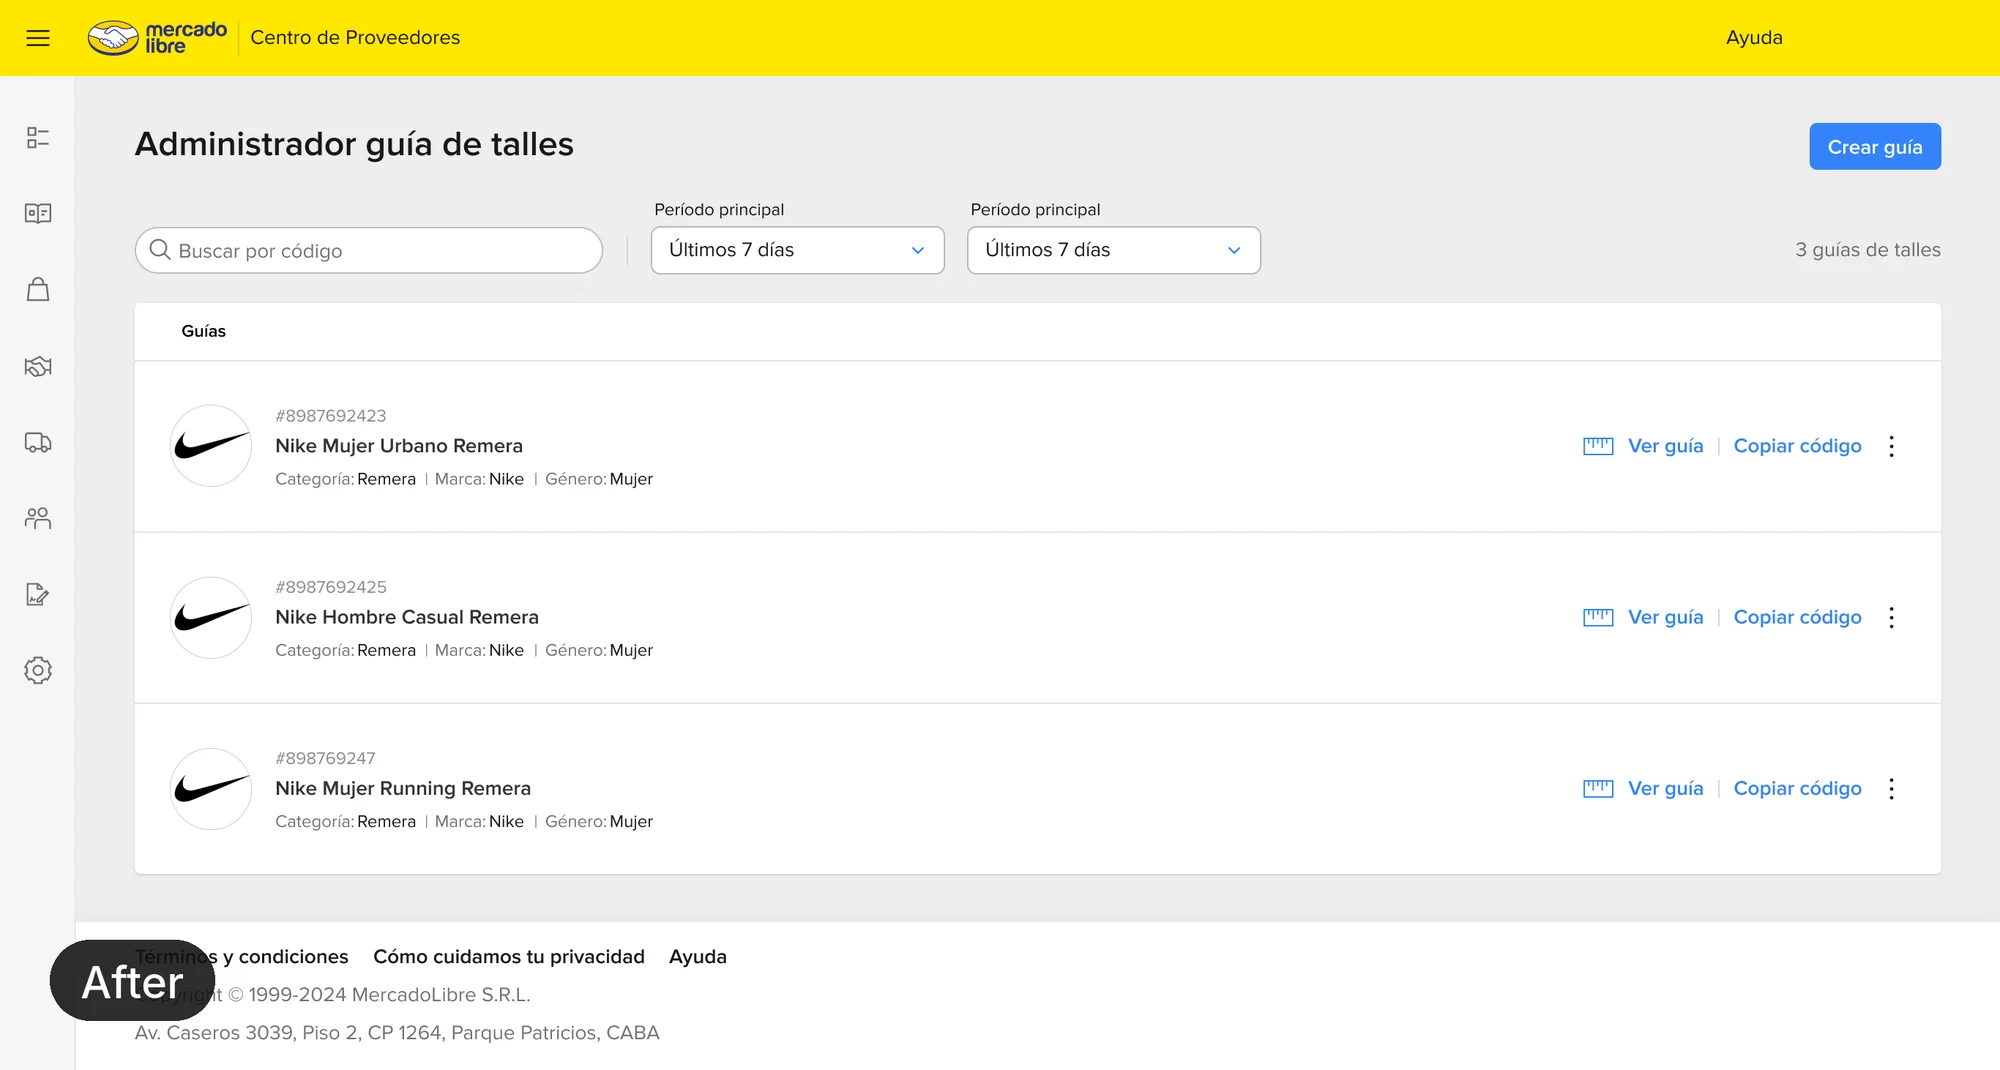 mercado
libre
Centro de Proveedores
Ayuda
Administrador guía de talles
Crear guía
Período principal
Período principal
Buscar por código
Últimos 7 días
Últimos 7 días
3 guías de talles
Guías
#8987692423
Nike Mujer Urbano Remera
Categoría: Remera | Marca: Nike | Género: Mujer
Ver guía | Copiar código
#8987692425
Nike Hombre Casual Remera
Categoría: Remera | Marca: Nike | Género: Mujer
Ver guía | Copiar código
#898769247
Nike Mujer Running Remera
Categoría: Remera | Marca: Nike | Género: Mujer
Ver guía | Copiar código
Términos y condiciones Cómo cuidamos tu privacidad Ayuda
After
Copyright © 1999-2024 MercadoLibre S.R.L.
Av. Caseros 3039, Piso 2, CP 1264, Parque Patricios, CABA